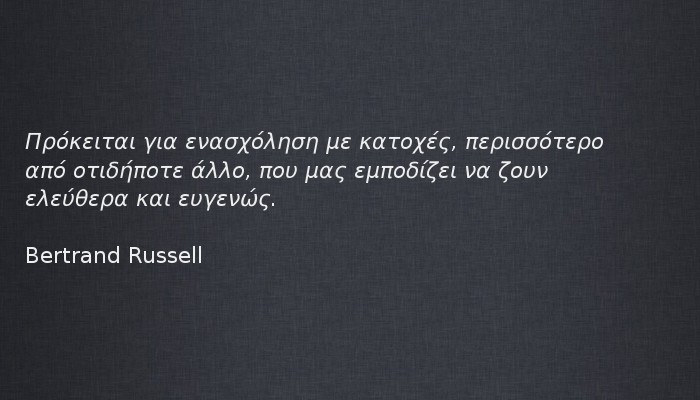 Πρόκειται για ενασχόληση με κατοχές, περισσότερο
από οτιδήποτε άλλο, που μας εμποδίζει να ζουν
ελεύθερα και ευγενώς.
Bertrand Russell